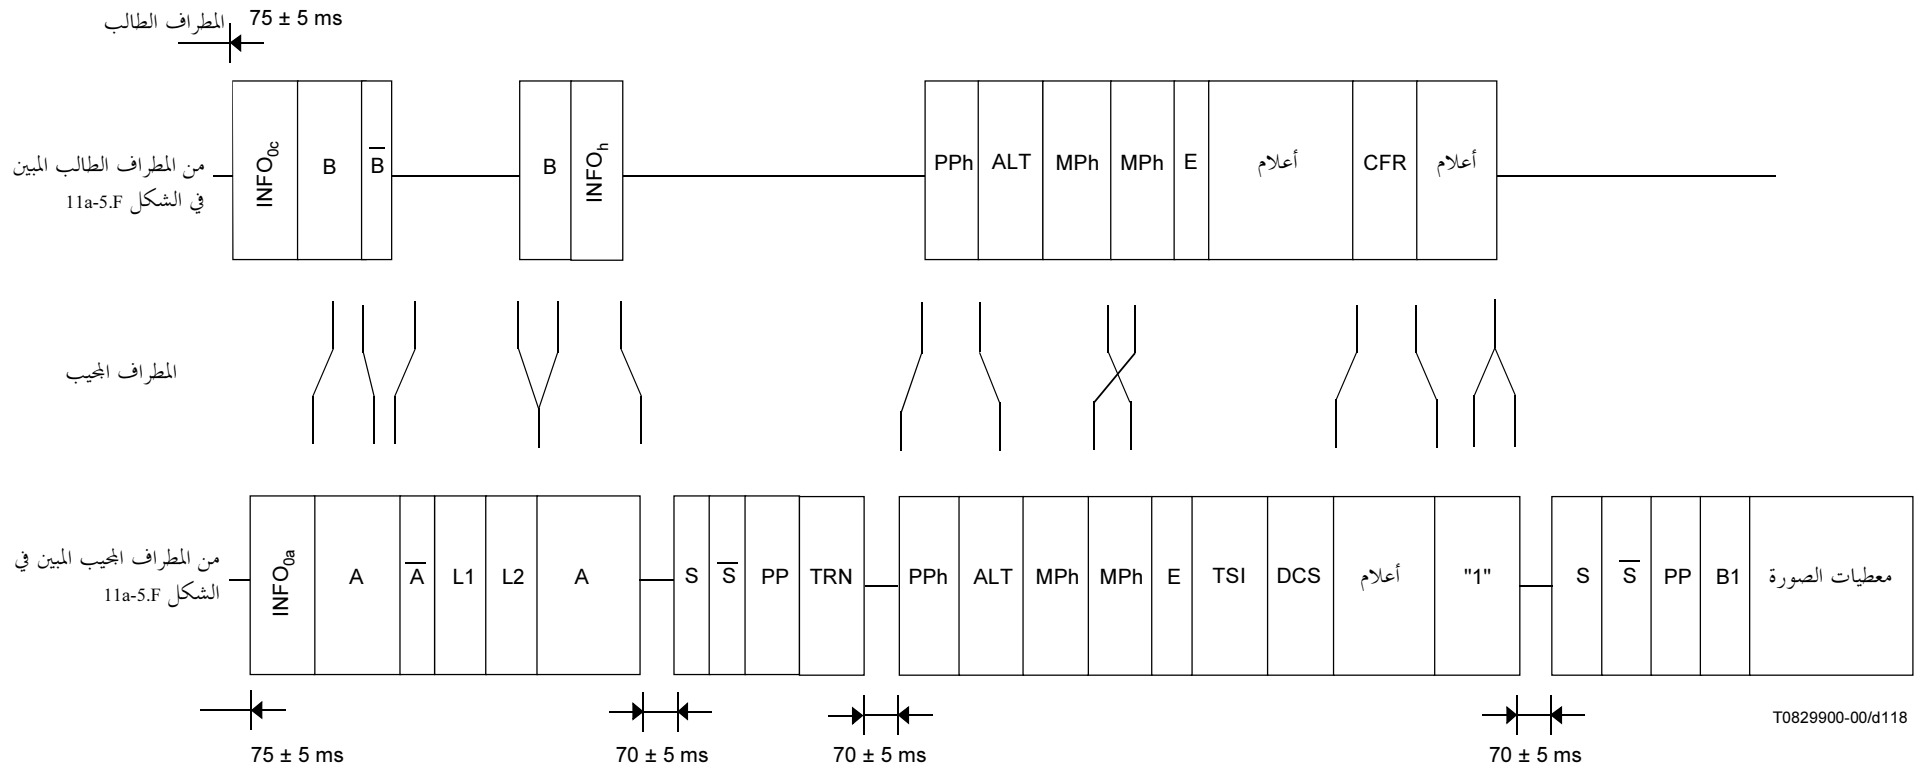 المطراف الطالب
75 ± 5 ms
من المطراف الطالب المبين
في الشكل 11a-5.F
INFO0c
B
B̅
B
INFOh
PPh
ALT
MPh
MPh
E
أعلام
CFR
أعلام
المطراف المجيب
من المطراف المجيب المبين في
الشكل 11a-5.F
INFO0a
A
A̅
L1
L2
A
S
S̅
PP
TRN
PPh
ALT
MPh
MPh
E
TSI
DCS
أعلام
"1"
S
S̅
PP
B1
معطيات الصورة
75 ± 5 ms
70 ± 5 ms
70 ± 5 ms
70 ± 5 ms
T0829900-00/d118